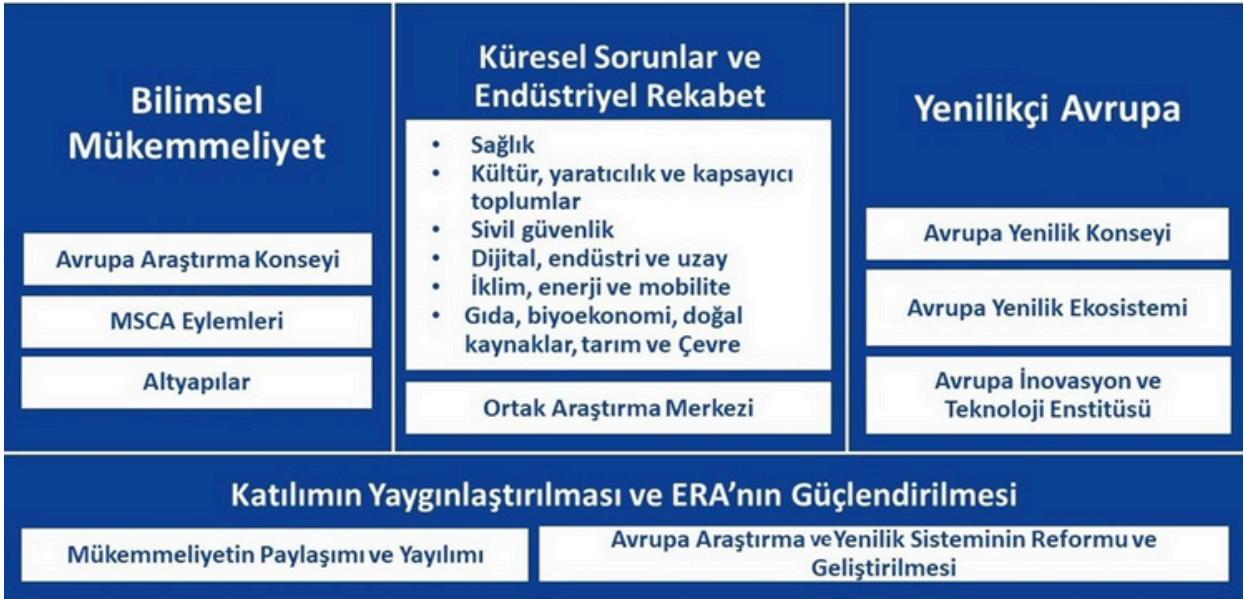 Bilimsel
Mükemmeliyet
Avrupa Araştırma Konseyi
MSCA Eylemleri
Altyapılar
Küresel Sorunlar ve
Endüstriyel Rekabet
• Sağlık
• Kültür, yaratıcılık ve kapsayıcı
toplumlar
• Sivil güvenlik
• Dijital, endüstri ve uzay
• İklim, enerji ve mobilite
• Gıda, biyoekonomi, doğal
kaynaklar, tarım ve Çevre
Ortak Araştırma Merkezi
Yenilikçi Avrupa
Avrupa Yenilik Konseyi
Avrupa Yenilik Ekosistemi
Avrupa İnovasyon ve
Teknoloji Enstitüsü
Katılımın Yaygınlaştırılması ve ERA'nın Güçlendirilmesi
Mükemmeliyetin Paylaşımı ve Yayılımı
Avrupa Araştırma ve Yenilik Sisteminin Reformu ve
Geliştirilmesi